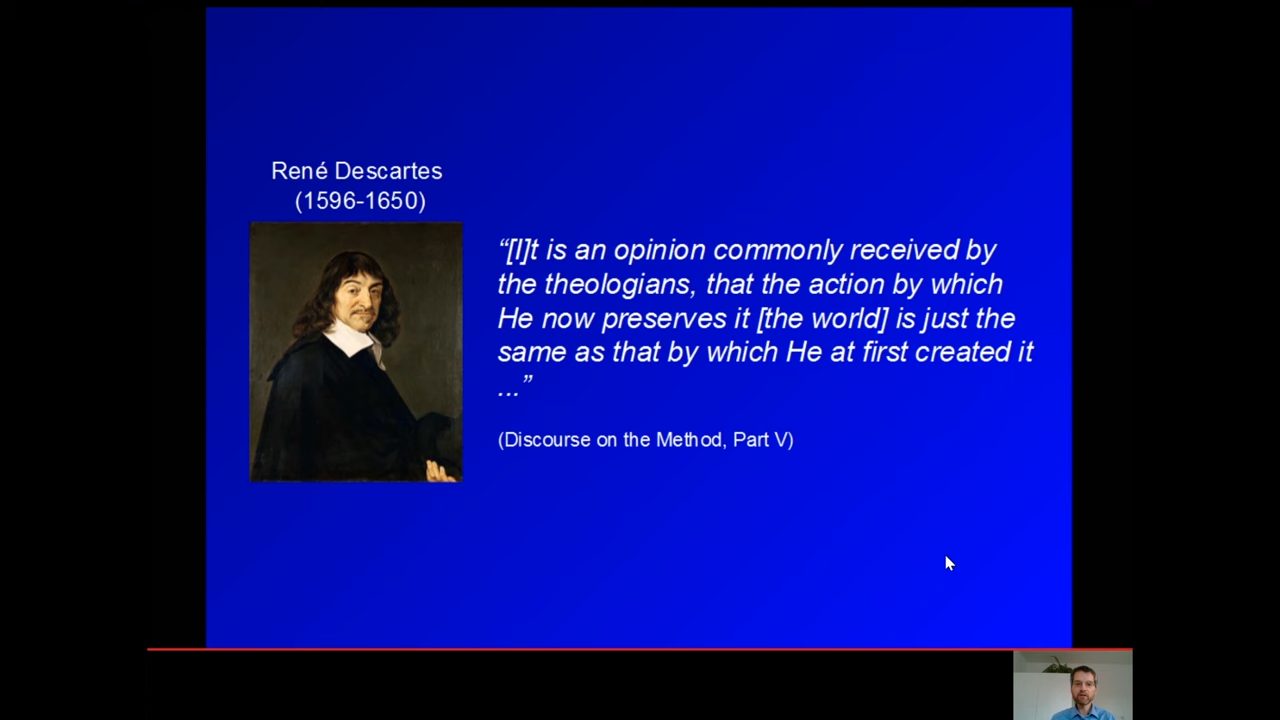 René Descartes
(1596-1650)
“[I]t is an opinion commonly received by
the theologians, that the action by which
He now preserves it [the world] is just the
same as that by which He at first created it
...”
(Discourse on the Method, Part V)